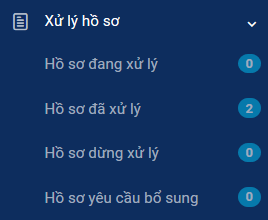 Xử lý hồ sơ
Hồ sơ đang xử lý 0
Hồ sơ đã xử lý 2
Hồ sơ dừng xử lý 0
Hồ sơ yêu cầu bổ sung 0